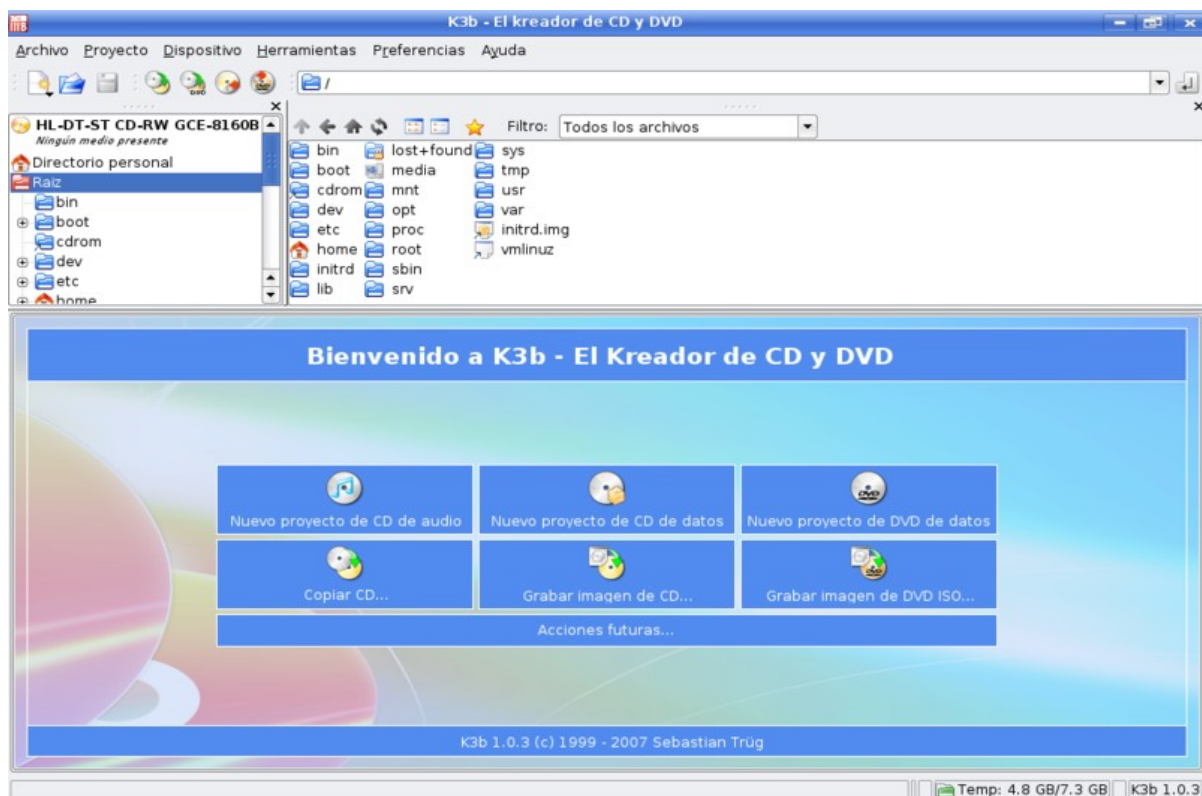 K3b - El kreador de CD y DVD
Archivo Proyecto Dispositivo Herramientas Preferencias Ayuda
/
HL-DT-ST CD-RW GCE-8160B
Ningún medio presente
Directorio personal
Raiz
bin
boot
cdrom
dev
etc
home
Filtro: Todos los archivos
bin lost+found sys
boot media tmp
cdrom mnt usr
dev opt var
etc proc initrd.img
home root vmlinuz
initrd sbin
lib srv
Bienvenido a K3b - El Kreador de CD y DVD
Nuevo proyecto de CD de audio
Nuevo proyecto de CD de datos
Nuevo proyecto de DVD de datos
Copiar CD...
Grabar imagen de CD...
Grabar imagen de DVD ISO...
Acciones futuras...
K3b 1.0.3 (c) 1999 - 2007 Sebastian Trüg
Temp: 4.8 GB/7.3 GB K3b 1.0.3